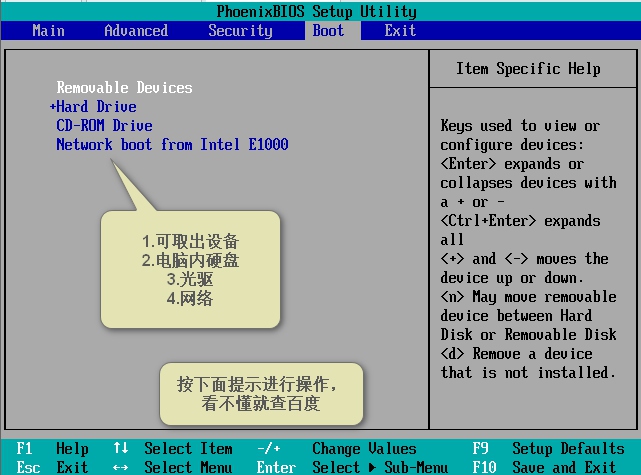 PhoenixBIOS Setup Utility
Main Advanced Security Boot Exit
Removable Devices
+Hard Drive
CD-ROM Drive
Network boot from Intel E1000
1.可取出设备
2.电脑内硬盘
3.光驱
4.网络
按下面提示进行操作，
看不懂就查百度
Item Specific Help
Keys used to view or
configure devices:
<Enter> expands or
collapses devices with
a + or -
<Ctrl+Enter> expands
all
<+> and <-> moves the
device up or down.
<n> May move removable
device between Hard
Disk or Removable Disk
<d> Remove a device
that is not installed.
F1 Help ↑↓ Select Item -/+ Change Values F9 Setup Defaults
Esc Exit ↔ Select Menu Enter Select ▶ Sub-Menu F10 Save and Exit